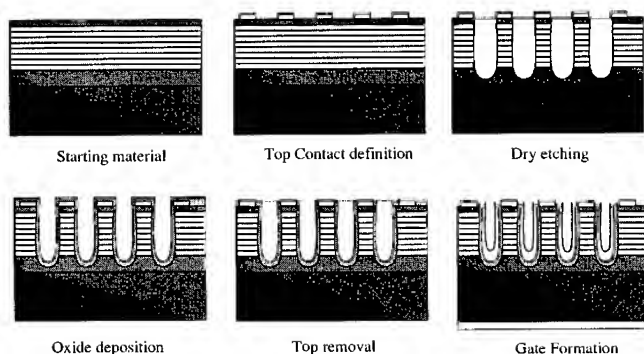 Starting material
Top Contact definition
Dry etching
Oxide deposition
Top removal
Gate Formation